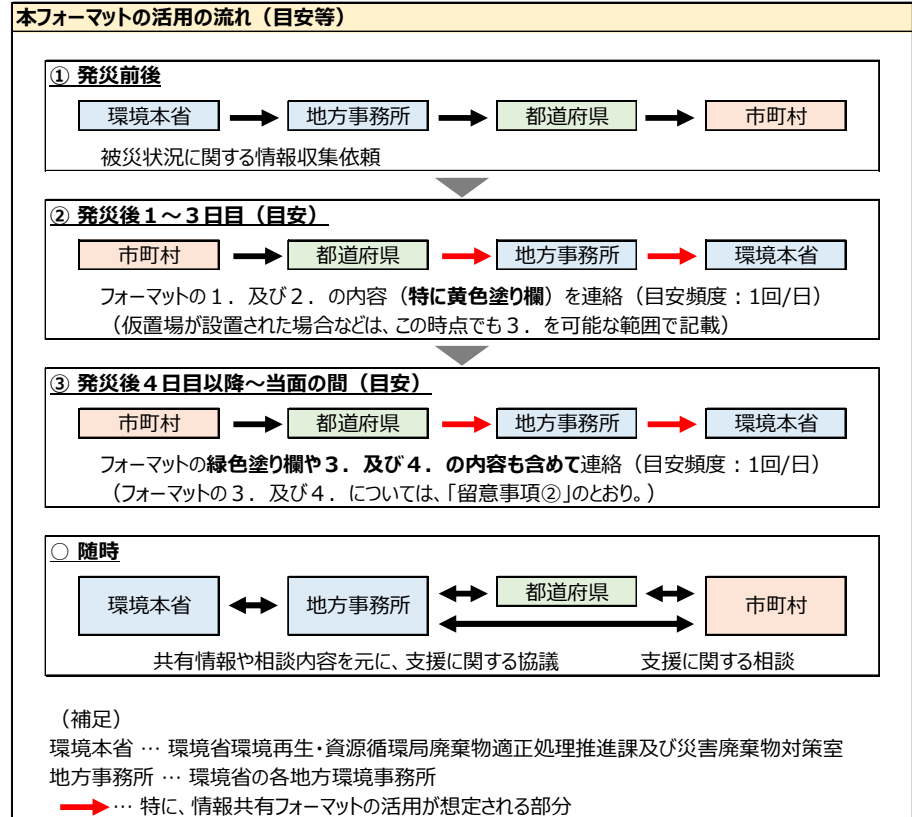 本フォーマットの活用の流れ（目安等）
① 発災前後
環境本省 地方事務所 都道府県 市町村
被災状況に関する情報収集依頼
② 発災後１～３日目（目安）
市町村 都道府県 地方事務所 環境本省
フォーマットの１．及び２．の内容（特に黄色塗り欄）を連絡（目安頻度：1回/日）
（仮置場が設置された場合などは、この時点でも３．を可能な範囲で記載）
③ 発災後４日目以降～当面の間（目安）
市町村 都道府県 地方事務所 環境本省
フォーマットの緑色塗り欄や３．及び４．の内容も含めて連絡（目安頻度：1回/日）
（フォーマットの３．及び４．については、「留意事項②」のとおり。）
○ 随時
環境本省 地方事務所 都道府県 市町村
共有情報や相談内容を元に、支援に関する協議 支援に関する相談
（補足）
環境本省 … 環境省環境再生・資源循環局廃棄物適正処理推進課及び災害廃棄物対策室
地方事務所 … 環境省の各地方環境事務所
… 特に、情報共有フォーマットの活用が想定される部分